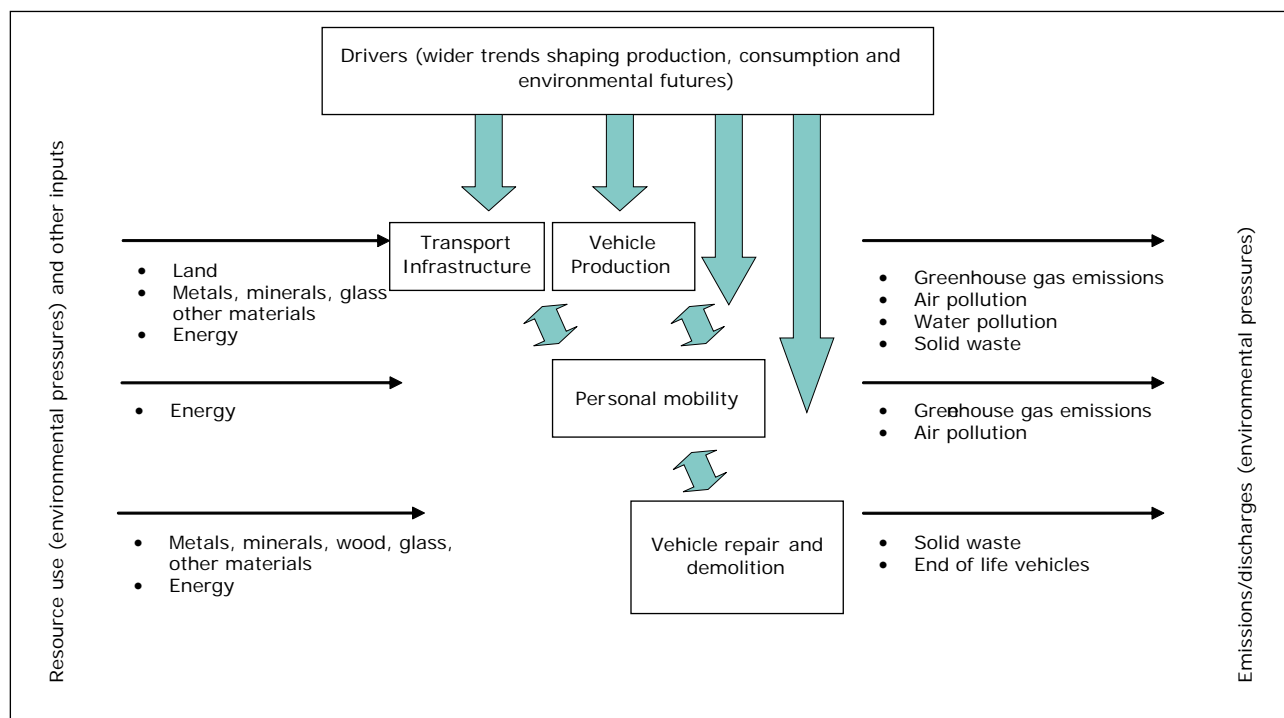 Drivers (wider trends shaping production, consumption and
environmental futures)
Resource use (environmental pressures) and other inputs
Transport
Infrastructure
Vehicle
Production
• Land
• Metals, minerals, glass
other materials
• Energy
• Greenhouse gas emissions
• Air pollution
• Water pollution
• Solid waste
Personal mobility
• Energy
• Greenhouse gas emissions
• Air pollution
Vehicle repair and
demolition
• Metals, minerals, wood, glass,
other materials
• Energy
• Solid waste
• End of life vehicles
Emissions/discharges (environmental pressures)